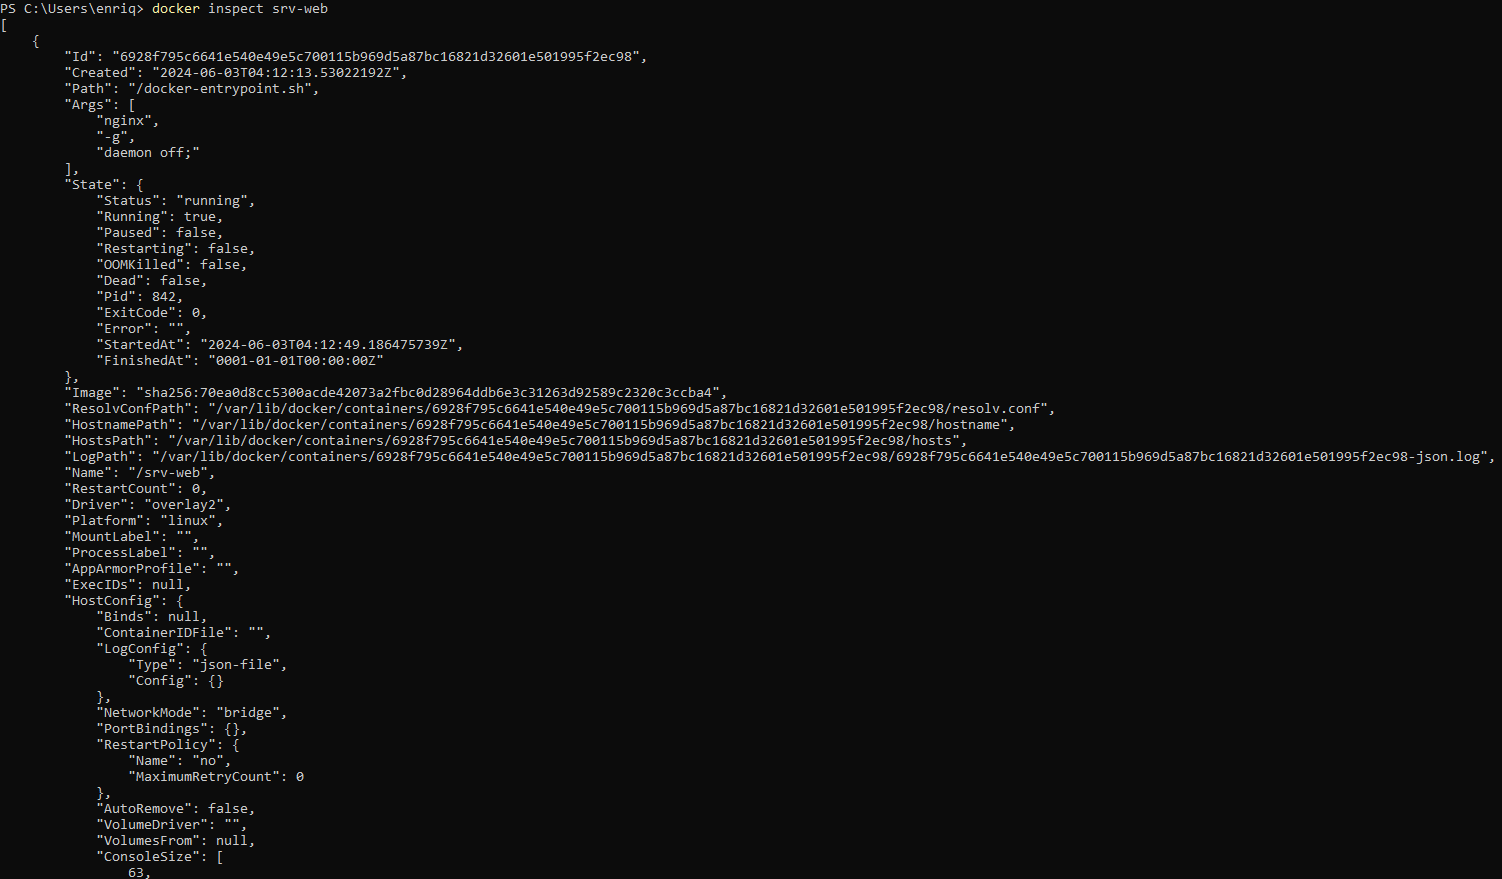 PS C:\Users\enriq> docker inspect srv-web
[
    {
        "Id": "6928f795c6641e540e49e5c700115b969d5a87bc16821d32601e501995f2ec98",
        "Created": "2024-06-03T04:12:13.53022192Z",
        "Path": "/docker-entrypoint.sh",
        "Args": [
            "nginx",
            "-g",
            "daemon off;"
        ],
        "State": {
            "Status": "running",
            "Running": true,
            "Paused": false,
            "Restarting": false,
            "OOMKilled": false,
            "Dead": false,
            "Pid": 842,
            "ExitCode": 0,
            "Error": "",
            "StartedAt": "2024-06-03T04:12:49.186475739Z",
            "FinishedAt": "0001-01-01T00:00:00Z"
        },
        "Image": "sha256:70ea0d8cc5300acde42073a2fbc0d28964ddb6e3c31263d92589c2320c3ccba4",
        "ResolvConfPath": "/var/lib/docker/containers/6928f795c6641e540e49e5c700115b969d5a87bc16821d32601e501995f2ec98/resolv.conf",
        "HostnamePath": "/var/lib/docker/containers/6928f795c6641e540e49e5c700115b969d5a87bc16821d32601e501995f2ec98/hostname",
        "HostsPath": "/var/lib/docker/containers/6928f795c6641e540e49e5c700115b969d5a87bc16821d32601e501995f2ec98/hosts",
        "LogPath": "/var/lib/docker/containers/6928f795c6641e540e49e5c700115b969d5a87bc16821d32601e501995f2ec98/6928f795c6641e540e49e5c700115b969d5a87bc16821d32601e501995f2ec98-json.log",
        "Name": "/srv-web",
        "RestartCount": 0,
        "Driver": "overlay2",
        "Platform": "linux",
        "MountLabel": "",
        "ProcessLabel": "",
        "AppArmorProfile": "",
        "ExecIDs": null,
        "HostConfig": {
            "Binds": null,
            "ContainerIDFile": "",
            "LogConfig": {
                "Type": "json-file",
                "Config": {}
            },
            "NetworkMode": "bridge",
            "PortBindings": {},
            "RestartPolicy": {
                "Name": "no",
                "MaximumRetryCount": 0
            },
            "AutoRemove": false,
            "VolumeDriver": "",
            "VolumesFrom": null,
            "ConsoleSize": [
                63,